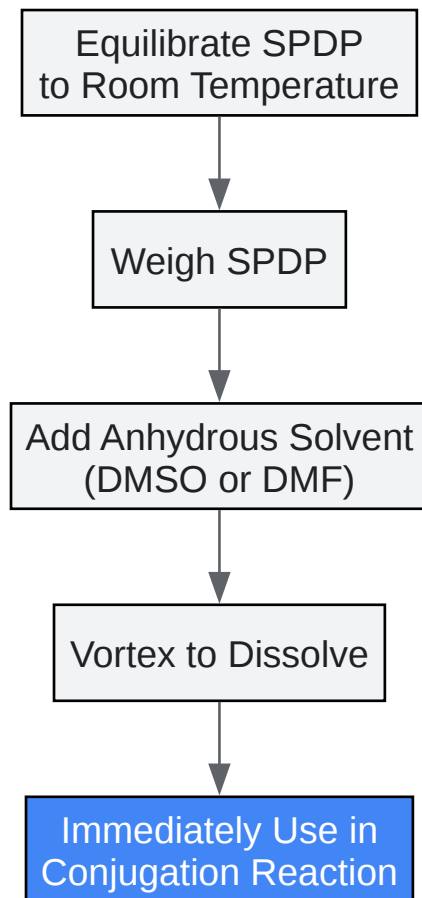 Equilibrate SPDP
to Room Temperature
Weigh SPDP
Add Anhydrous Solvent
(DMSO or DMF)
Vortex to Dissolve
Immediately Use in
Conjugation Reaction